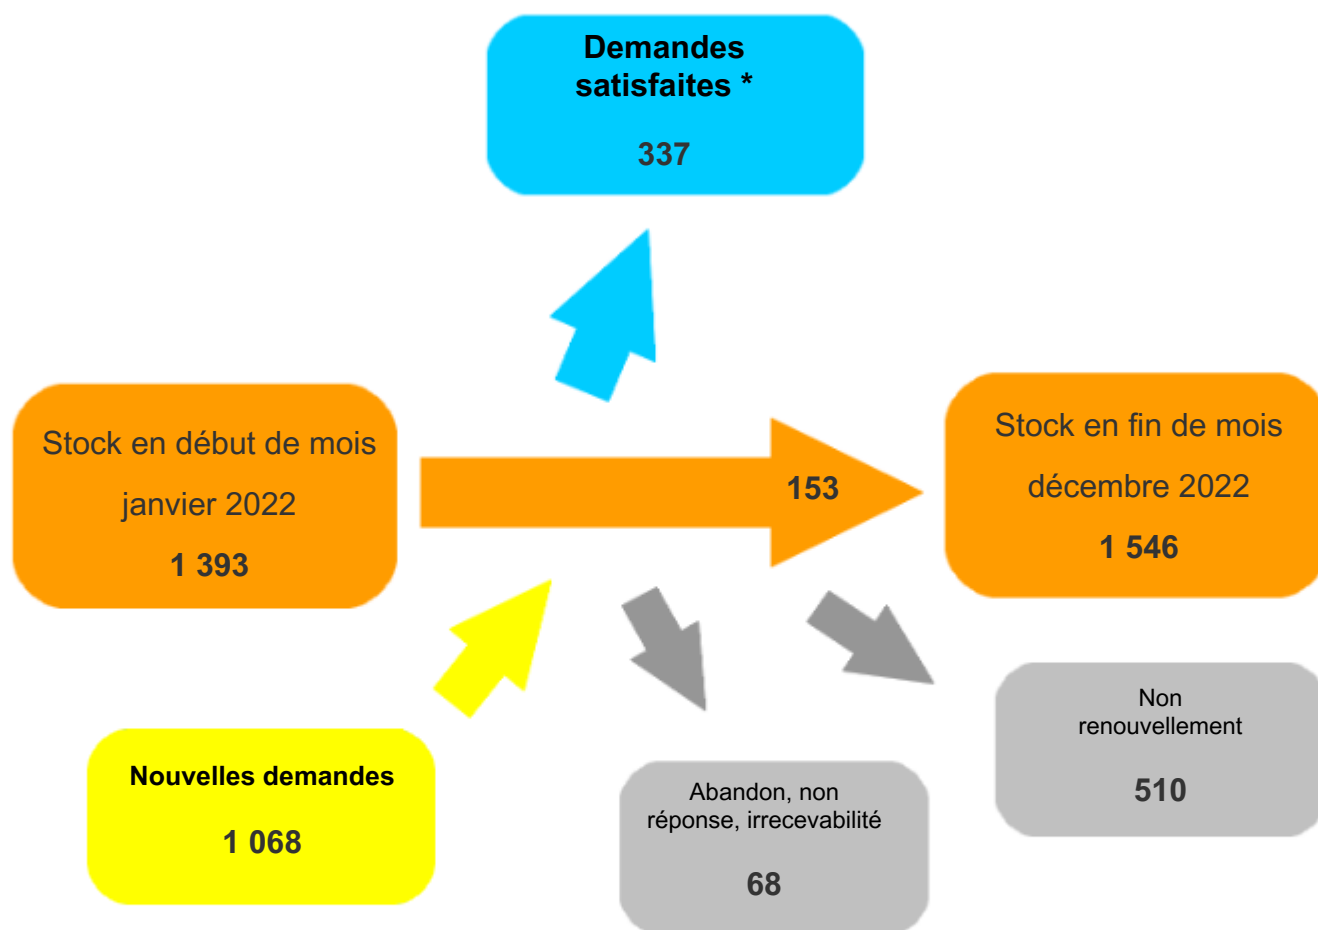 Demandes
satisfaites *
337
Stock en début de mois
janvier 2022
1 393
153
Stock en fin de mois
décembre 2022
1 546
Nouvelles demandes
1 068
Abandon, non
réponse, irrecevabilité
68
Non
renouvellement
510